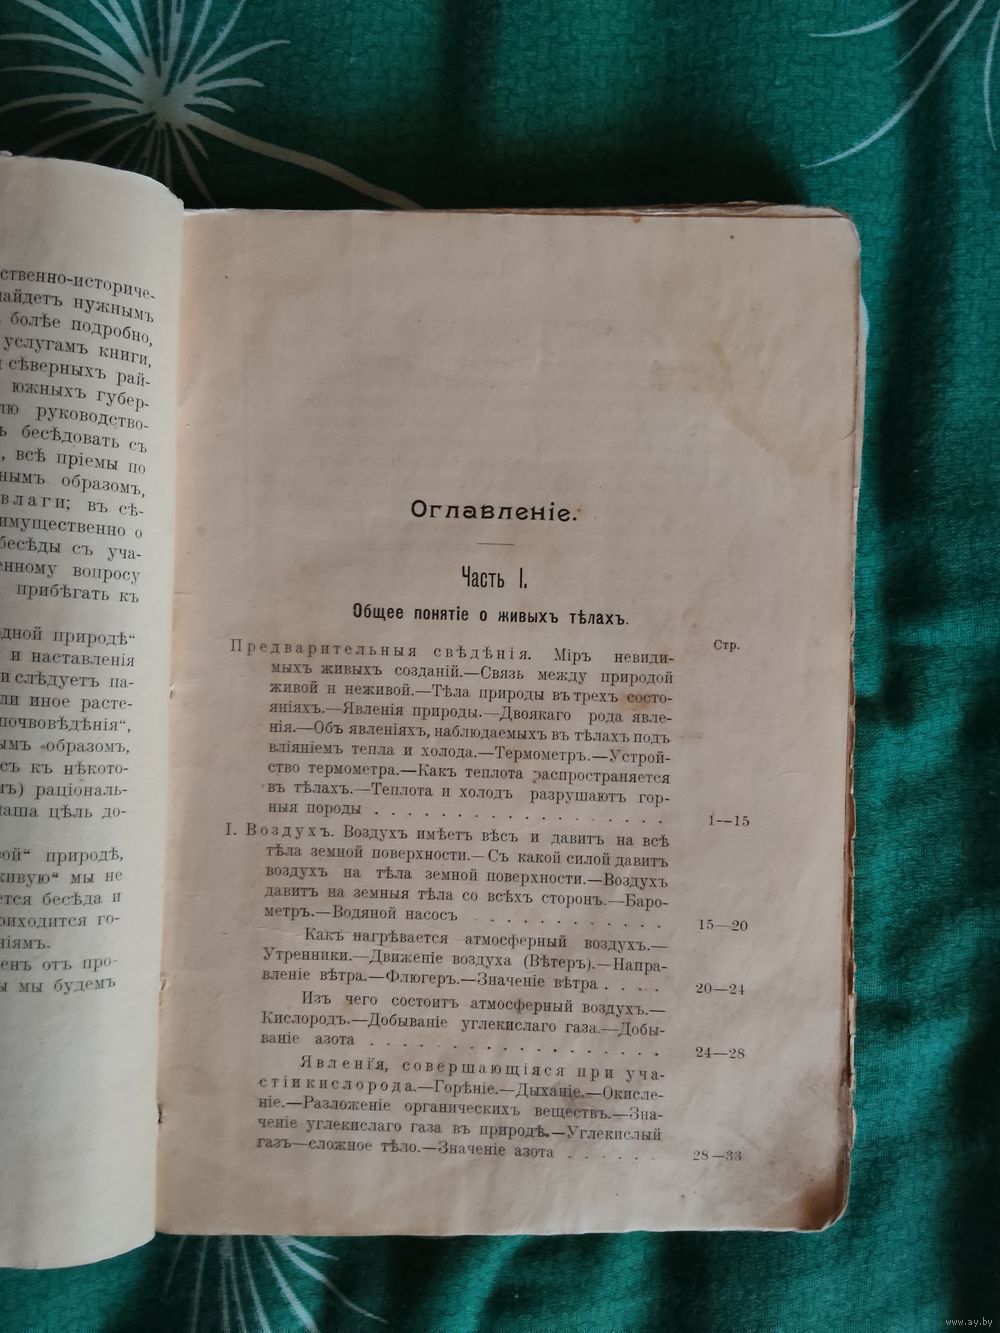 ственно-историче-
айдетъ нужнымъ
болѣе подробно,
услугамъ книги,
сѣверныхъ рай-
южныхъ губер-
лю руководство-
ь бесѣдовать съ
, всѣ пріемы по
нымъ образомъ,
влаги; въ сѣ-
имущественно о
бесѣды съ уча-
енному вопросу
прибѣгать къ
дной природѣ“
и наставленія
и слѣдуетъ па-
ли иное расте-
почвовѣдѣнія“,
ымъ образомъ,
съ къ нѣкото-
ъ) раціональ-
наша цѣль до-
ой“ природѣ,
живую“ мы не
ется бесѣда и
риходится го-
ніямъ.
енъ отъ про-
ы мы будемъ
Оглавленіе.
Часть I.
Общее понятіе о живыхъ тѣлахъ.
Стр.
Предварительныя свѣдѣнія. Міръ невиди-
мыхъ живыхъ созданій.—Связь между природой
живой и неживой.—Тѣла природы въ трехъ состо-
яніяхъ.—Явленія природы.—Двоякаго рода явле-
нія.—Объ явленіяхъ, наблюдаемыхъ въ тѣлахъ подъ
вліяніемъ тепла и холода.—Термометръ.—Устрой-
ство термометра.—Какъ теплота распространяется
въ тѣлахъ.—Теплота и холодъ разрушаютъ гор-
ныя породы . . . . . . . . . . . . . . . . . 1—15
I. Воздухъ. Воздухъ имѣетъ вѣсъ и давитъ на всѣ
тѣла земной поверхности.—Съ какой силой давитъ
воздухъ на тѣла земной поверхности.—Воздухъ
давитъ на земныя тѣла со всѣхъ сторонъ.—Баро-
метръ.—Водяной насосъ . . . . . . . . . . . 15—20
Какъ нагрѣвается атмосферный воздухъ.—
Утренники.—Движеніе воздуха (Вѣтеръ).—Напра-
вленіе вѣтра.—Флюгеръ.—Значеніе вѣтра . . . . 20—24
Изъ чего состоитъ атмосферный воздухъ.—
Кислородъ.—Добываніе углекислаго газа.—Добы-
ваніе азота . . . . . . . . . . . . . . . . . 24—28
Явленія, совершающіяся при уча-
стіи кислорода.—Горѣніе.—Дыханіе.—Окисле-
ніе.—Разложеніе органическихъ веществъ.—Зна-
ченіе углекислаго газа въ природѣ.—Углекислый
газъ—сложное тѣло.—Значеніе азота . . . . . . 28—33
www.ay.by